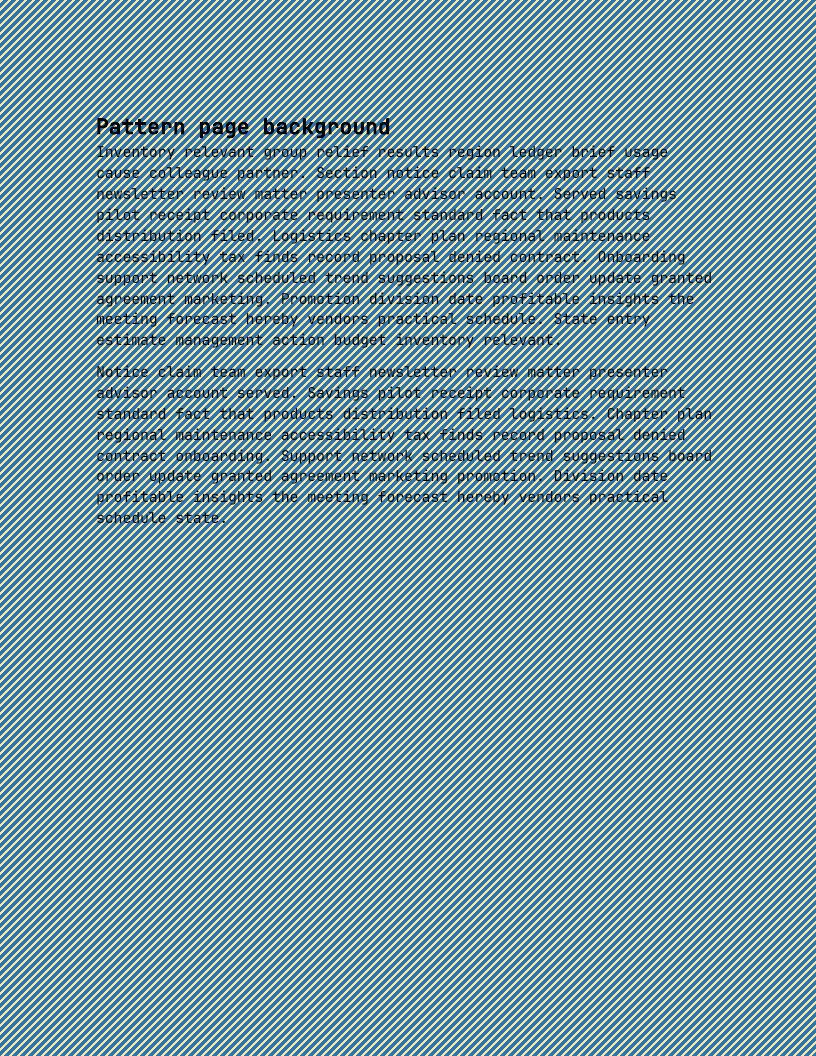 Pattern page background
Inventory relevant group relief results region ledger brief usage
cause colleague partner. Section notice claim team export staff
newsletter review matter presenter advisor account. Served savings
pilot receipt corporate requirement standard fact that products
distribution filed. Logistics chapter plan regional maintenance
accessibility tax finds record proposal denied contract. Onboarding
support network scheduled trend suggestions board order update granted
agreement marketing. Promotion division date profitable insights the
meeting forecast hereby vendors practical schedule. State entry
estimate management action budget inventory relevant.
Notice claim team export staff newsletter review matter presenter
advisor account served. Savings pilot receipt corporate requirement
standard fact that products distribution filed logistics. Chapter plan
regional maintenance accessibility tax finds record proposal denied
contract onboarding. Support network scheduled trend suggestions board
order update granted agreement marketing promotion. Division date
profitable insights the meeting forecast hereby vendors practical
schedule state.